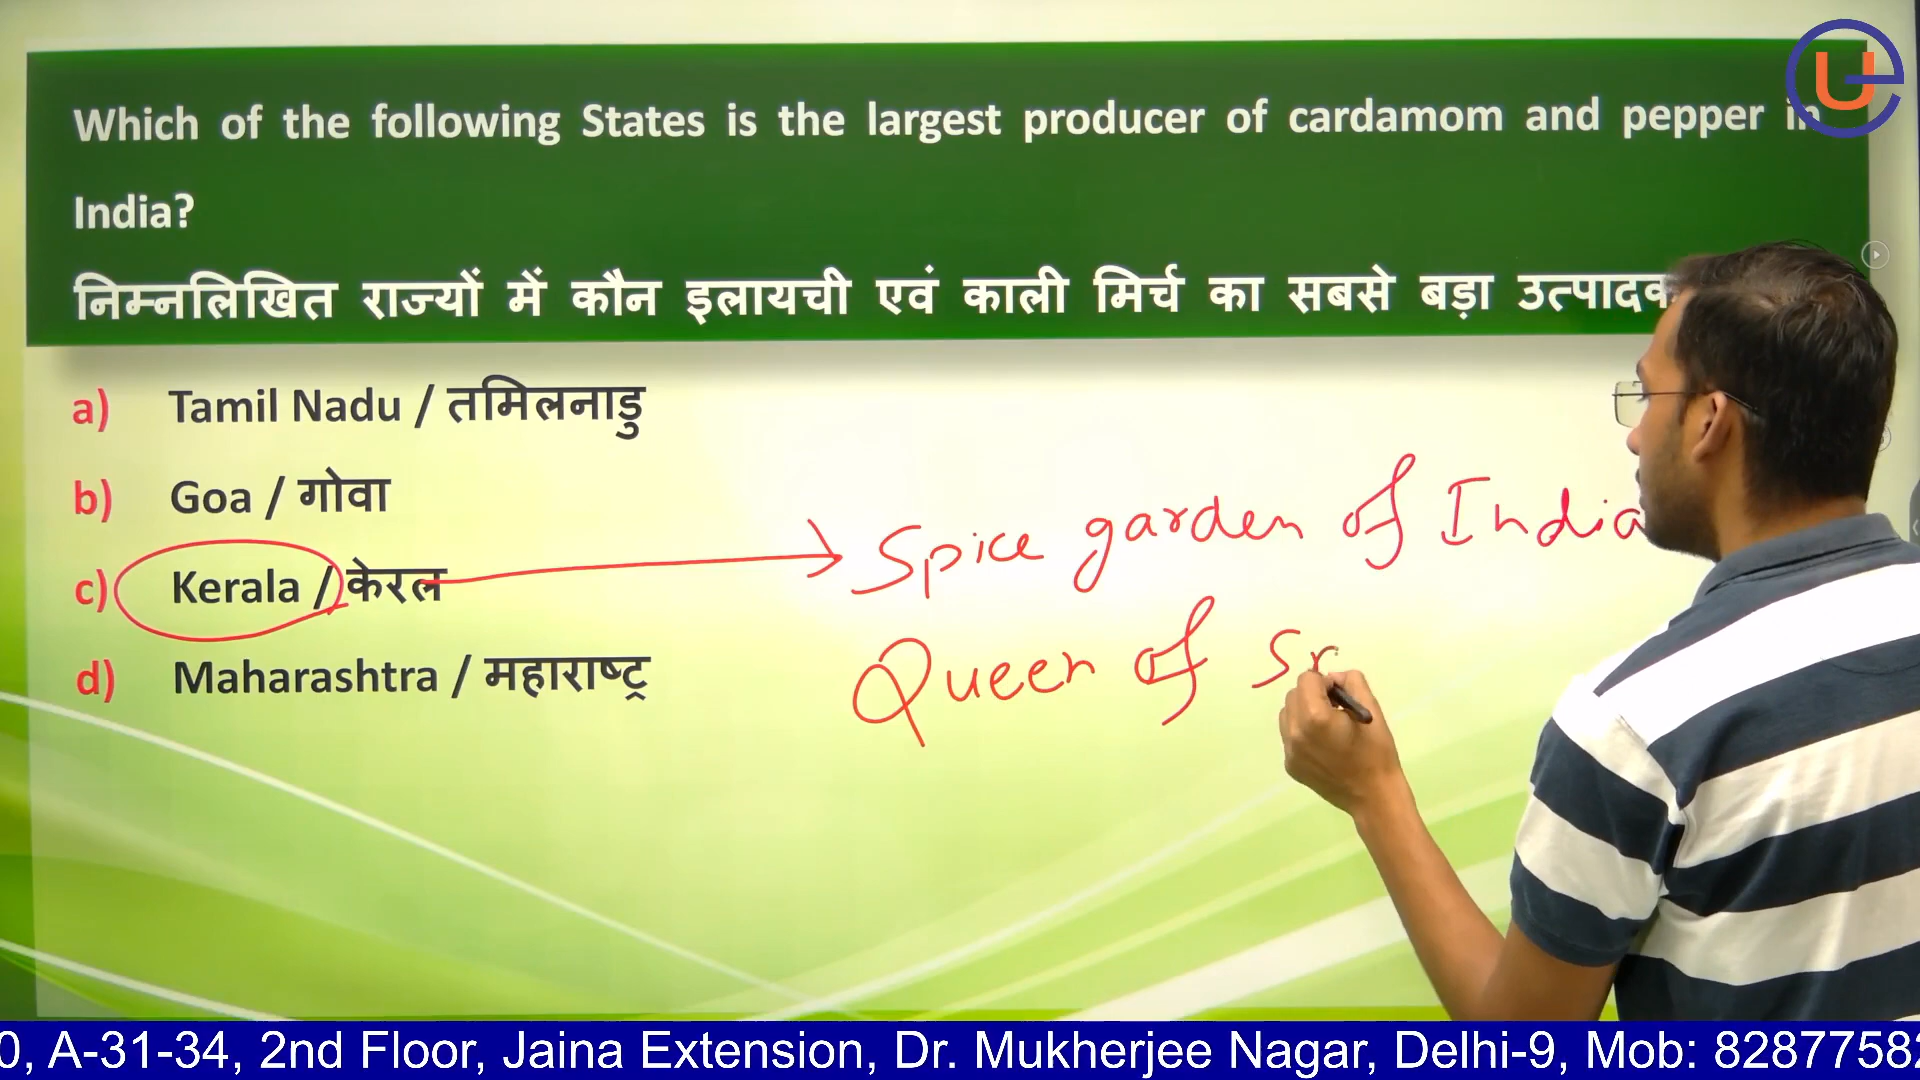 Which of the following States is the largest producer of cardamom and pepper in
India?
निम्नलिखित राज्यों में कौन इलायची एवं काली मिर्च का सबसे बड़ा उत्पादक
a) Tamil Nadu / तमिलनाडु
b) Goa / गोवा
c) Kerala / केरल
d) Maharashtra / महाराष्ट्र
Spice garden of India
Queen of Sp
0, A-31-34, 2nd Floor, Jaina Extension, Dr. Mukherjee Nagar, Delhi-9, Mob: 82877582